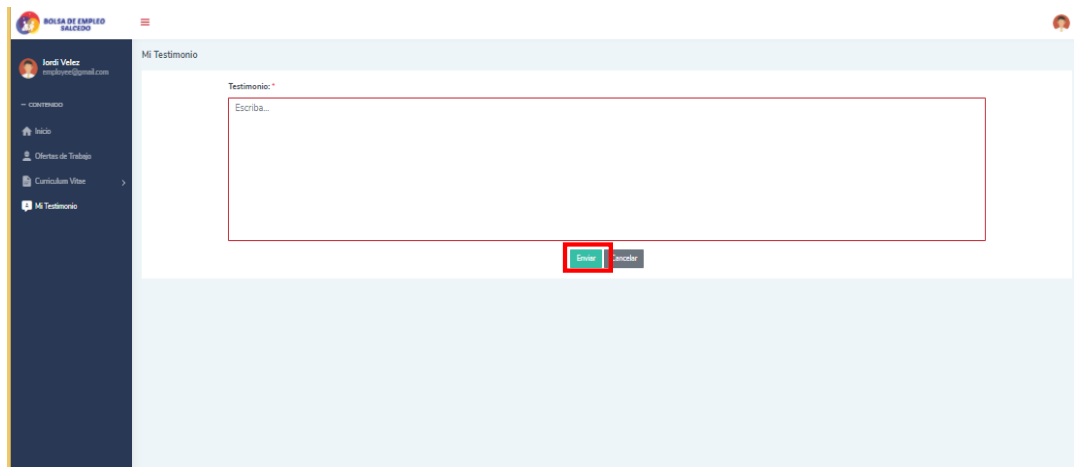 BOLSA DE EMPLEO
SALCEDO
Jordi Velez
employee@gmail.com
– CONTENIDO
Inicio
Ofertas de Trabajo
Curriculum Vitae
Mi Testimonio
Mi Testimonio
Testimonio: *
Escriba...
Enviar
Cancelar